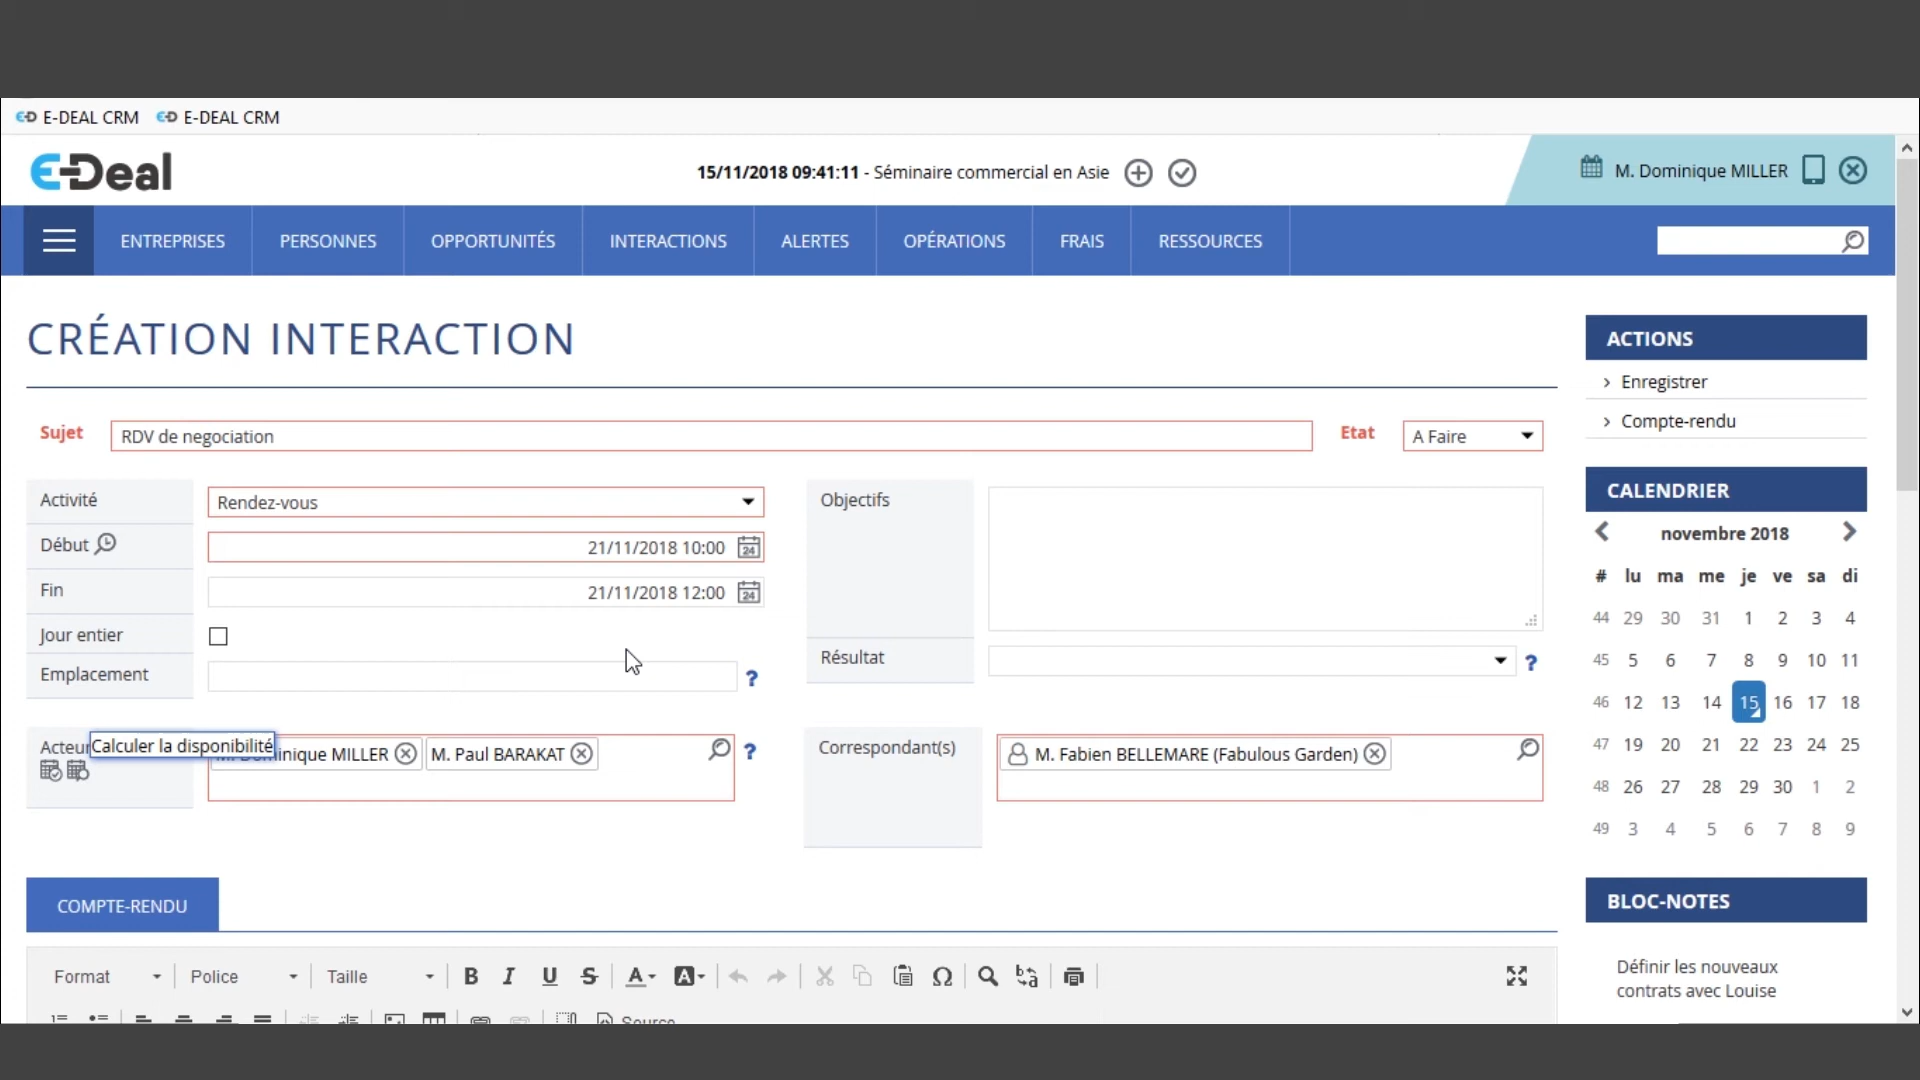 E-DEAL CRM E-DEAL CRM
E-Deal
15/11/2018 09:41:11 - Séminaire commercial en Asie
M. Dominique MILLER
ENTREPRISES PERSONNES OPPORTUNITÉS INTERACTIONS ALERTES OPÉRATIONS FRAIS RESSOURCES
CRÉATION INTERACTION
Sujet RDV de negociation Etat A Faire
Activité Rendez-vous
Début 21/11/2018 10:00 24
Fin 21/11/2018 12:00 24
Jour entier
Emplacement ?
Objectifs
Résultat ?
Acteur
Calculer la disponibilité
inique MILLER M. Paul BARAKAT ?
Correspondant(s) M. Fabien BELLEMARE (Fabulous Garden)
COMPTE-RENDU
Format Police Taille B I U S A A Ω
Source
ACTIONS
Enregistrer
Compte-rendu
CALENDRIER
novembre 2018
# lu ma me je ve sa di
44 29 30 31 1 2 3 4
45 5 6 7 8 9 10 11
46 12 13 14 15 16 17 18
47 19 20 21 22 23 24 25
48 26 27 28 29 30 1 2
49 3 4 5 6 7 8 9
BLOC-NOTES
Définir les nouveaux
contrats avec Louise